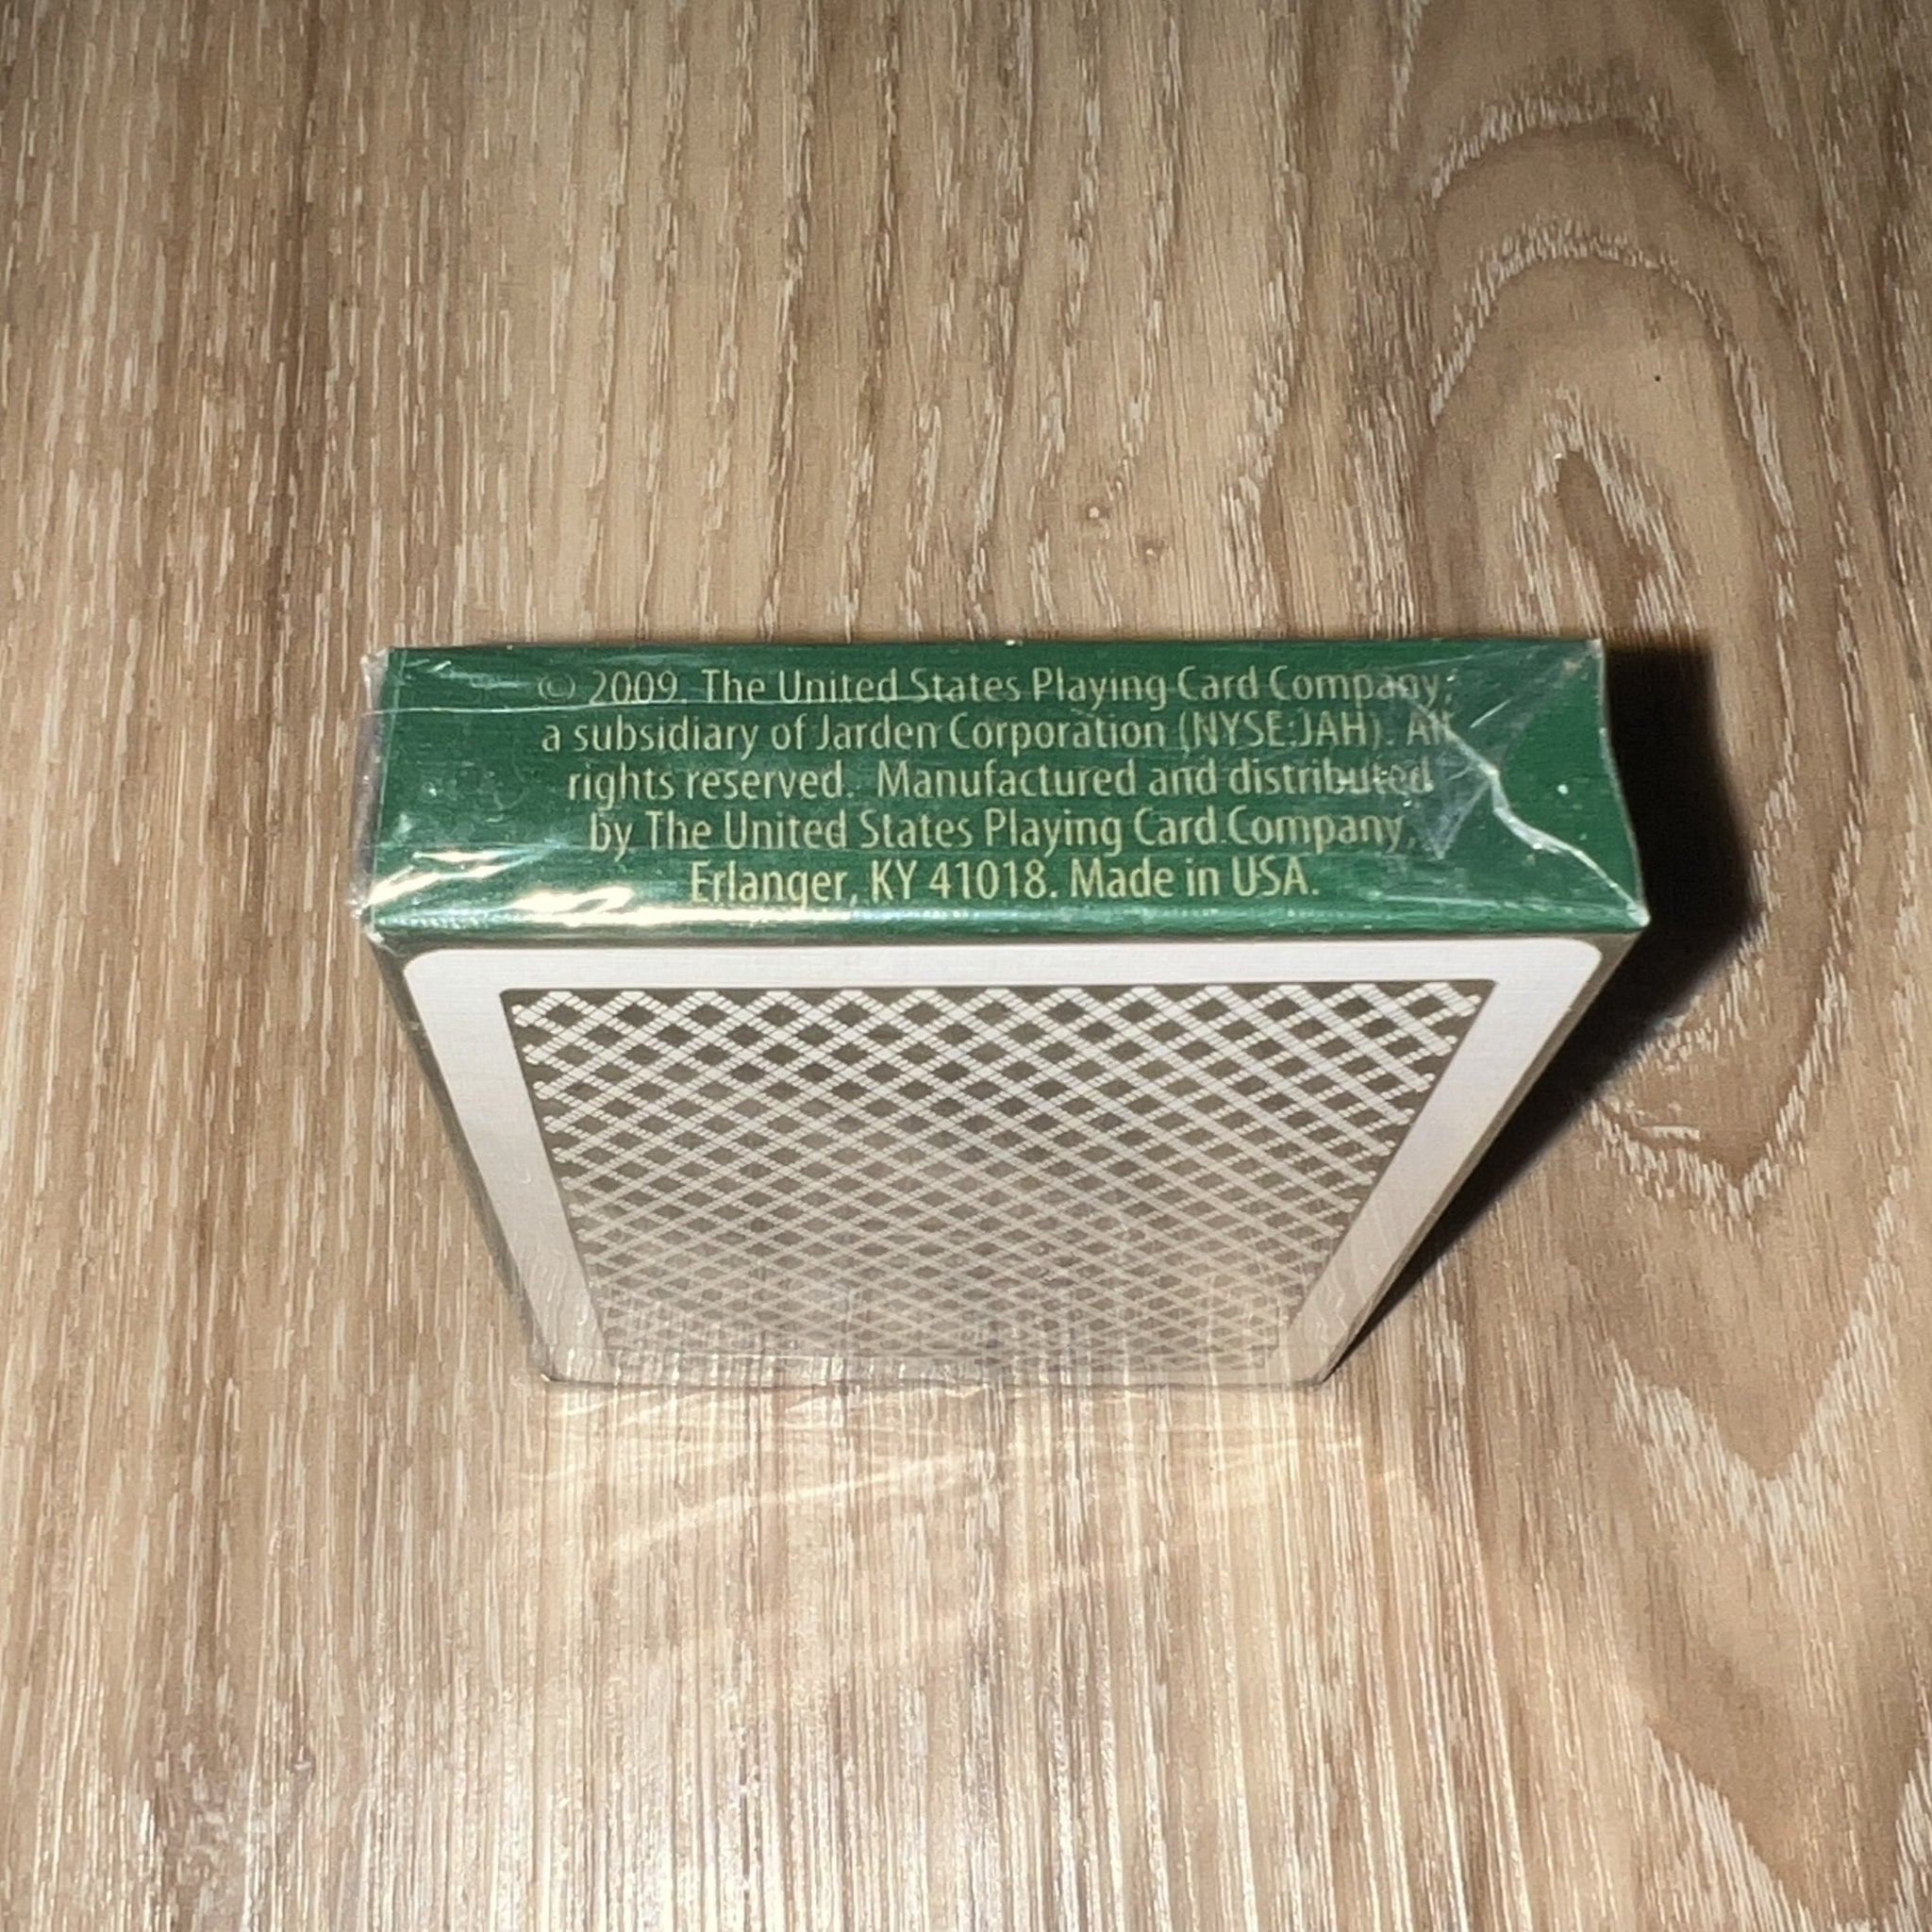 © 2009 The United States Playing Card Company,
a subsidiary of Jarden Corporation (NYSE:JAH). All
rights reserved. Manufactured and distributed
by The United States Playing Card Company,
Erlanger, KY 41018. Made in USA.